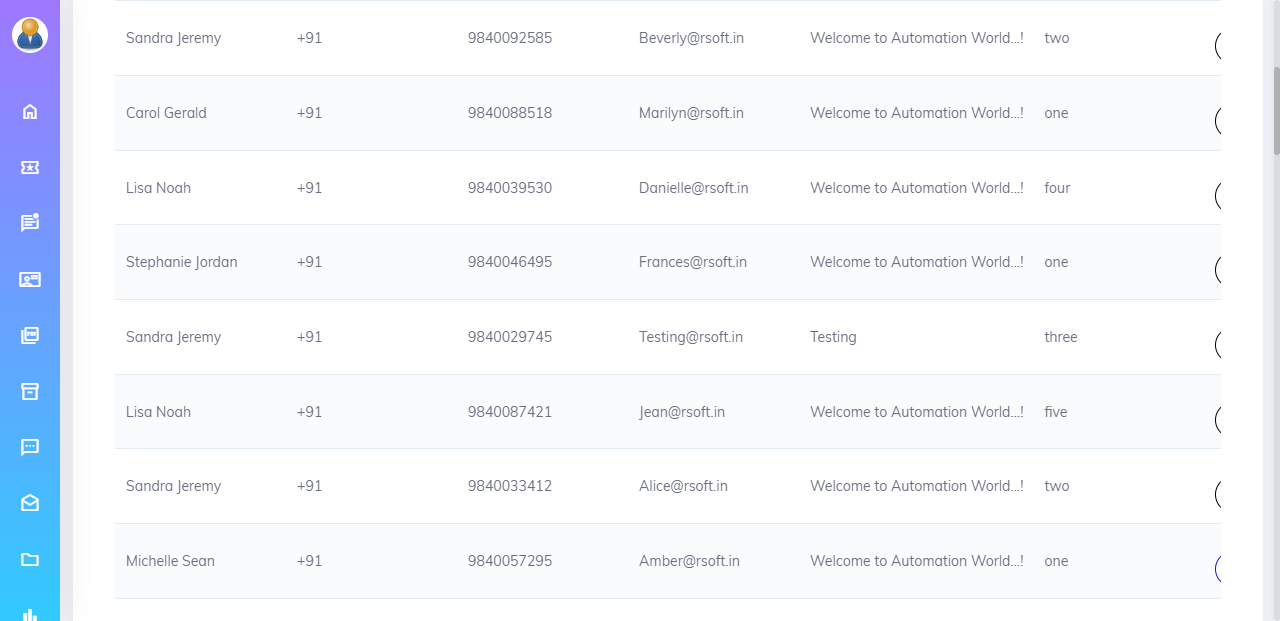 Sandra Jeremy +91 9840092585 Beverly@rsoft.in Welcome to Automation World...! two
Carol Gerald +91 9840088518 Marilyn@rsoft.in Welcome to Automation World...! one
Lisa Noah +91 9840039530 Danielle@rsoft.in Welcome to Automation World...! four
Stephanie Jordan +91 9840046495 Frances@rsoft.in Welcome to Automation World...! one
Sandra Jeremy +91 9840029745 Testing@rsoft.in Testing three
Lisa Noah +91 9840087421 Jean@rsoft.in Welcome to Automation World...! five
Sandra Jeremy +91 9840033412 Alice@rsoft.in Welcome to Automation World...! two
Michelle Sean +91 9840057295 Amber@rsoft.in Welcome to Automation World...! one